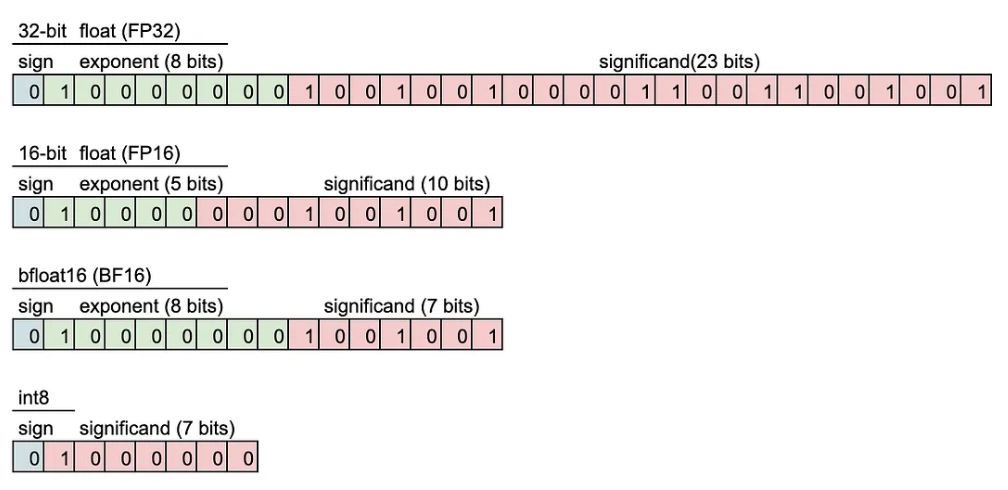 32-bit float (FP32)
sign exponent (8 bits) significand(23 bits)
0 1 0 0 0 0 0 0 0 1 0 0 1 0 0 1 0 0 0 0 1 1 0 0 1 1 0 0 1 0 0 1
16-bit float (FP16)
sign exponent (5 bits) significand (10 bits)
0 1 0 0 0 0 0 0 0 1 0 0 1 0 0 1
bfloat16 (BF16)
sign exponent (8 bits) significand (7 bits)
0 1 0 0 0 0 0 0 0 1 0 0 1 0 0 1
int8
sign significand (7 bits)
0 1 0 0 0 0 0 0